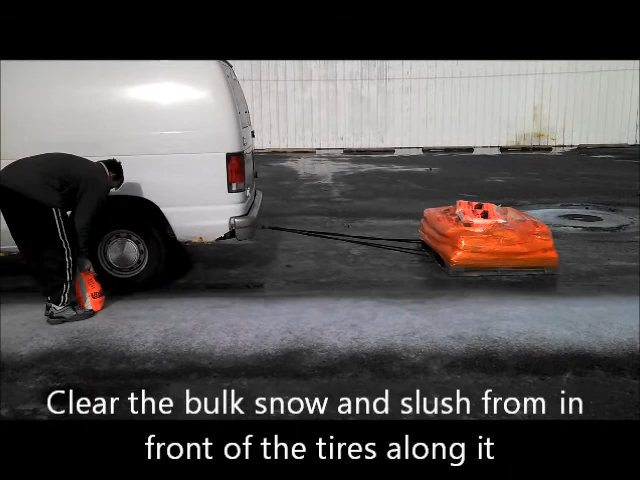 Clear the bulk snow and slush from in
front of the tires along it